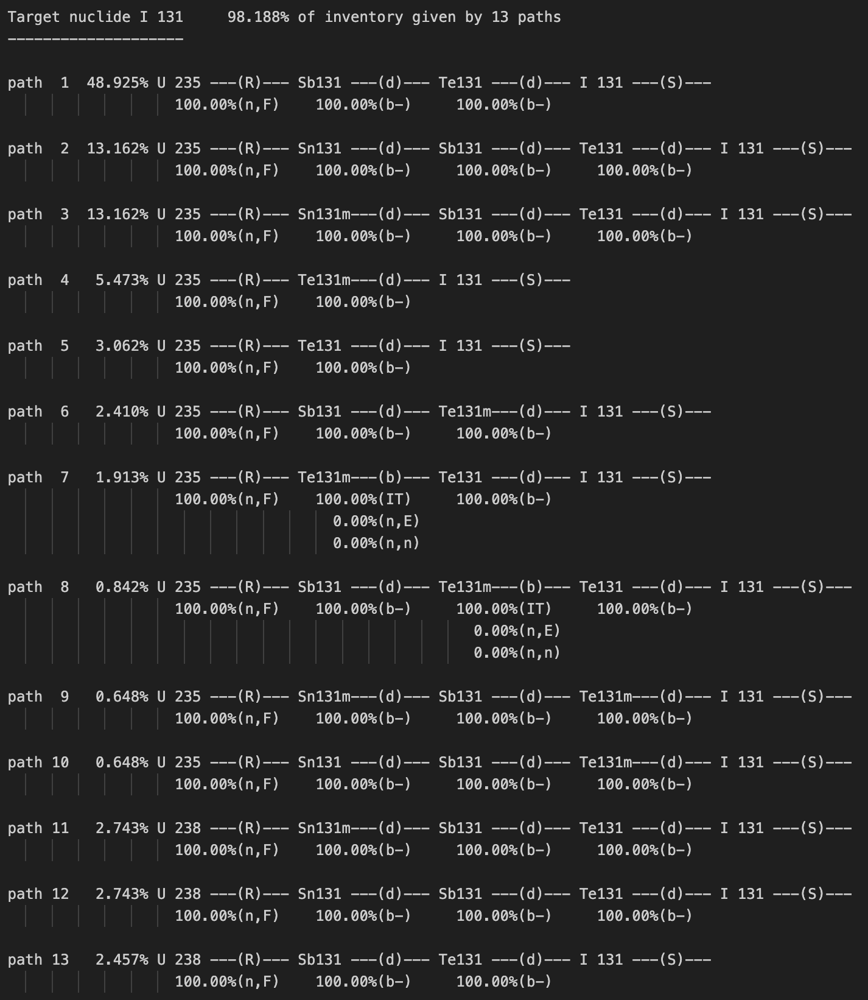 Target nuclide I 131     98.188% of inventory given by 13 paths
--------------------
path  1  48.925% U 235 ---(R)--- Sb131 ---(d)--- Te131 ---(d)--- I 131 ---(S)---
                   100.00%(n,F)    100.00%(b-)     100.00%(b-)
path  2  13.162% U 235 ---(R)--- Sn131 ---(d)--- Sb131 ---(d)--- Te131 ---(d)--- I 131 ---(S)---
                   100.00%(n,F)    100.00%(b-)     100.00%(b-)     100.00%(b-)
path  3  13.162% U 235 ---(R)--- Sn131m---(d)--- Sb131 ---(d)--- Te131 ---(d)--- I 131 ---(S)---
                   100.00%(n,F)    100.00%(b-)     100.00%(b-)     100.00%(b-)
path  4   5.473% U 235 ---(R)--- Te131m---(d)--- I 131 ---(S)---
                   100.00%(n,F)    100.00%(b-)
path  5   3.062% U 235 ---(R)--- Te131 ---(d)--- I 131 ---(S)---
                   100.00%(n,F)    100.00%(b-)
path  6   2.410% U 235 ---(R)--- Sb131 ---(d)--- Te131m---(d)--- I 131 ---(S)---
                   100.00%(n,F)    100.00%(b-)     100.00%(b-)
path  7   1.913% U 235 ---(R)--- Te131m---(b)--- Te131 ---(d)--- I 131 ---(S)---
                   100.00%(n,F)    100.00%(IT)     100.00%(b-)
                                     0.00%(n,E)
                                     0.00%(n,n)
path  8   0.842% U 235 ---(R)--- Sb131 ---(d)--- Te131m---(b)--- Te131 ---(d)--- I 131 ---(S)---
                   100.00%(n,F)    100.00%(b-)     100.00%(IT)     100.00%(b-)
                                                     0.00%(n,E)
                                                     0.00%(n,n)
path  9   0.648% U 235 ---(R)--- Sn131m---(d)--- Sb131 ---(d)--- Te131m---(d)--- I 131 ---(S)---
                   100.00%(n,F)    100.00%(b-)     100.00%(b-)     100.00%(b-)
path 10   0.648% U 235 ---(R)--- Sn131 ---(d)--- Sb131 ---(d)--- Te131m---(d)--- I 131 ---(S)---
                   100.00%(n,F)    100.00%(b-)     100.00%(b-)     100.00%(b-)
path 11   2.743% U 238 ---(R)--- Sn131m---(d)--- Sb131 ---(d)--- Te131 ---(d)--- I 131 ---(S)---
                   100.00%(n,F)    100.00%(b-)     100.00%(b-)     100.00%(b-)
path 12   2.743% U 238 ---(R)--- Sn131 ---(d)--- Sb131 ---(d)--- Te131 ---(d)--- I 131 ---(S)---
                   100.00%(n,F)    100.00%(b-)     100.00%(b-)     100.00%(b-)
path 13   2.457% U 238 ---(R)--- Sb131 ---(d)--- Te131 ---(d)--- I 131 ---(S)---
                   100.00%(n,F)    100.00%(b-)     100.00%(b-)